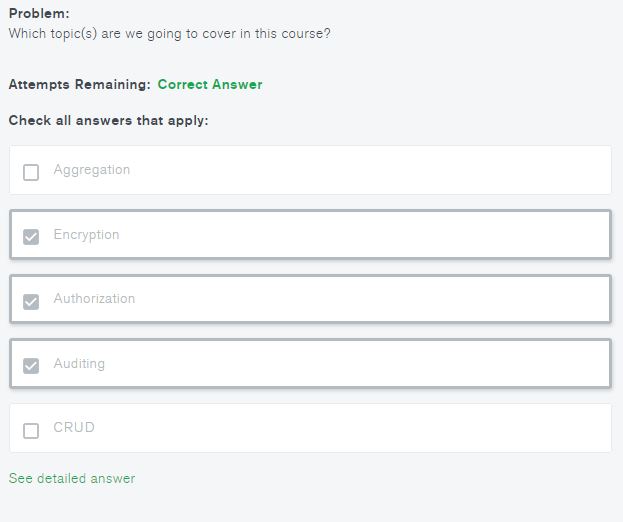 Problem:
Which topic(s) are we going to cover in this course?
Attempts Remaining: Correct Answer
Check all answers that apply:
Aggregation
Encryption
Authorization
Auditing
CRUD
See detailed answer